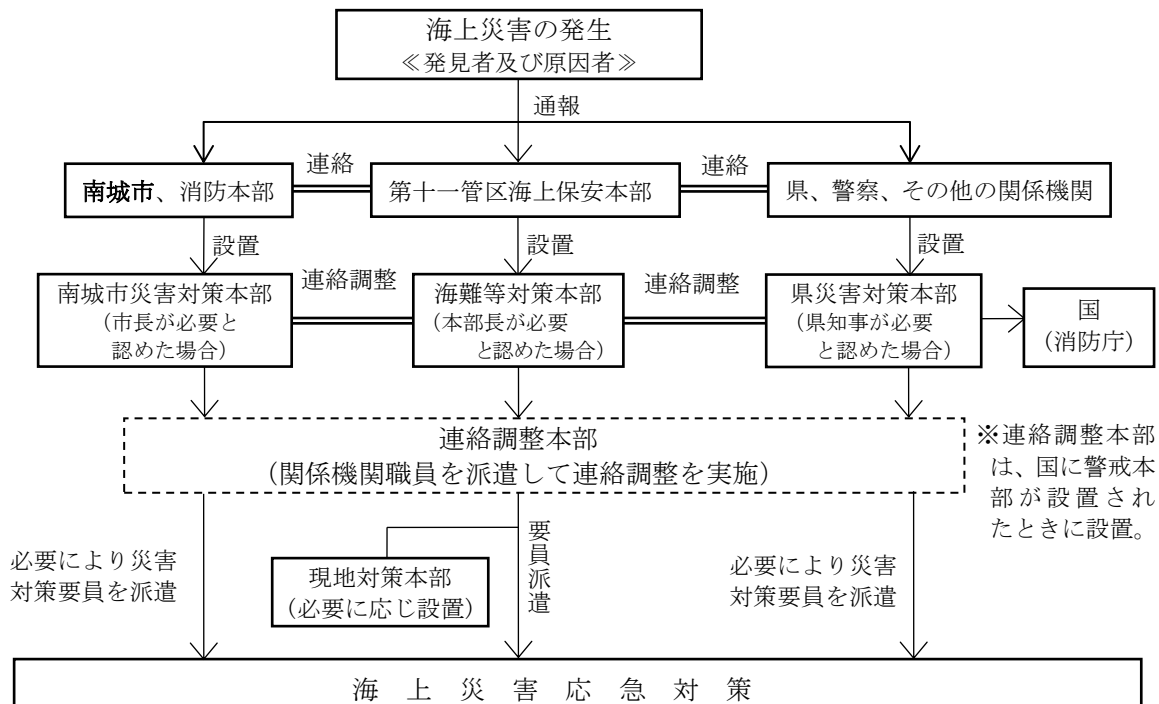 海上災害の発生
≪発見者及び原因者≫
通報
南城市、消防本部
連絡
第十一管区海上保安本部
連絡
県、警察、その他の関係機関
設置
設置
設置
南城市災害対策本部
(市長が必要と
認めた場合)
連絡調整
海難等対策本部
(本部長が必要
と認めた場合)
連絡調整
県災害対策本部
(県知事が必要
と認めた場合)
国
(消防庁)
連絡調整本部
(関係機関職員を派遣して連絡調整を実施)
※連絡調整本部
は、国に警戒本
部が設置され
たときに設置。
必要により災害
対策要員を派遣
現地対策本部
(必要に応じ設置)
要員派遣
必要により災害
対策要員を派遣
海上災害応急対策